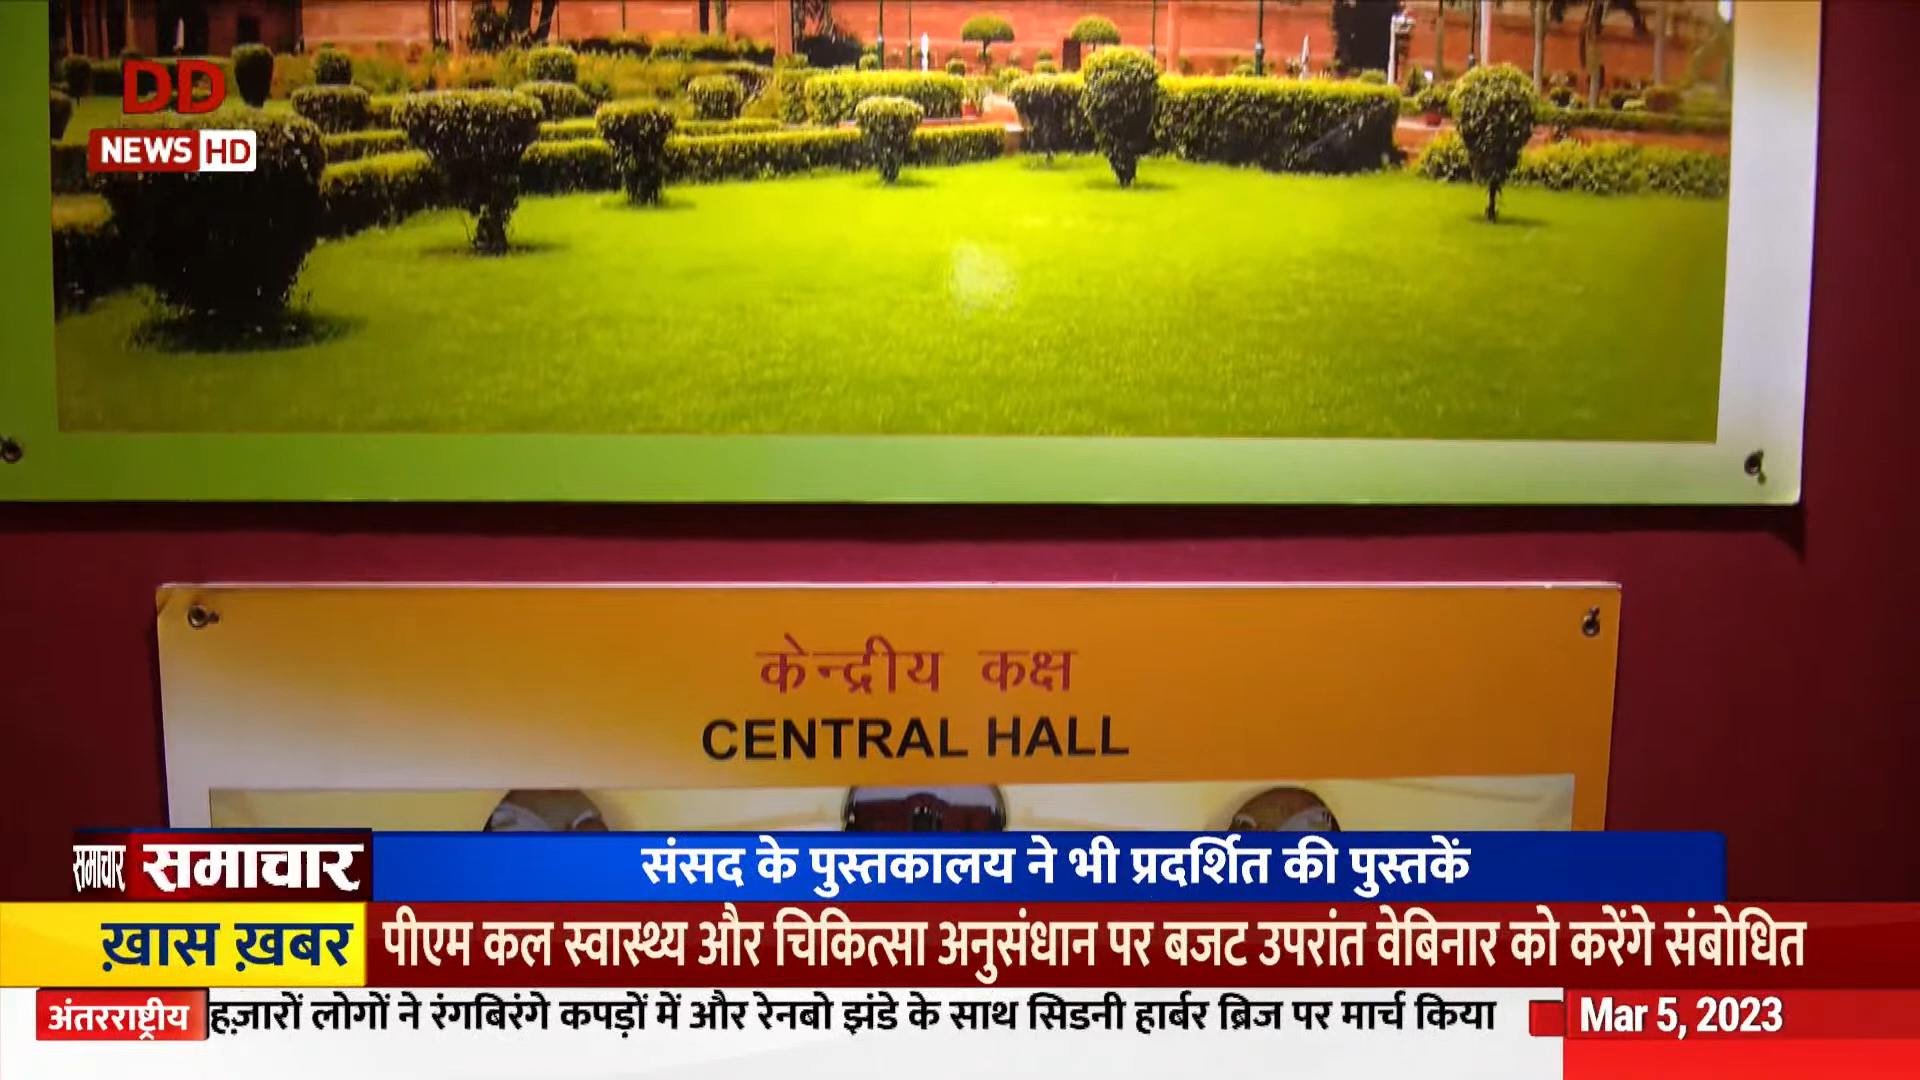 DD
NEWS HD
केन्द्रीय कक्ष
CENTRAL HALL
समाचार समाचार
संसद के पुस्तकालय ने भी प्रदर्शित की पुस्तकें
ख़ास ख़बर
पीएम कल स्वास्थ्य और चिकित्सा अनुसंधान पर बजट उपरांत वेबिनार को करेंगे संबोधित
अंतरराष्ट्रीय
हज़ारों लोगों ने रंगबिरंगे कपड़ों में और रेनबो झंडे के साथ सिडनी हार्बर ब्रिज पर मार्च किया
Mar 5, 2023